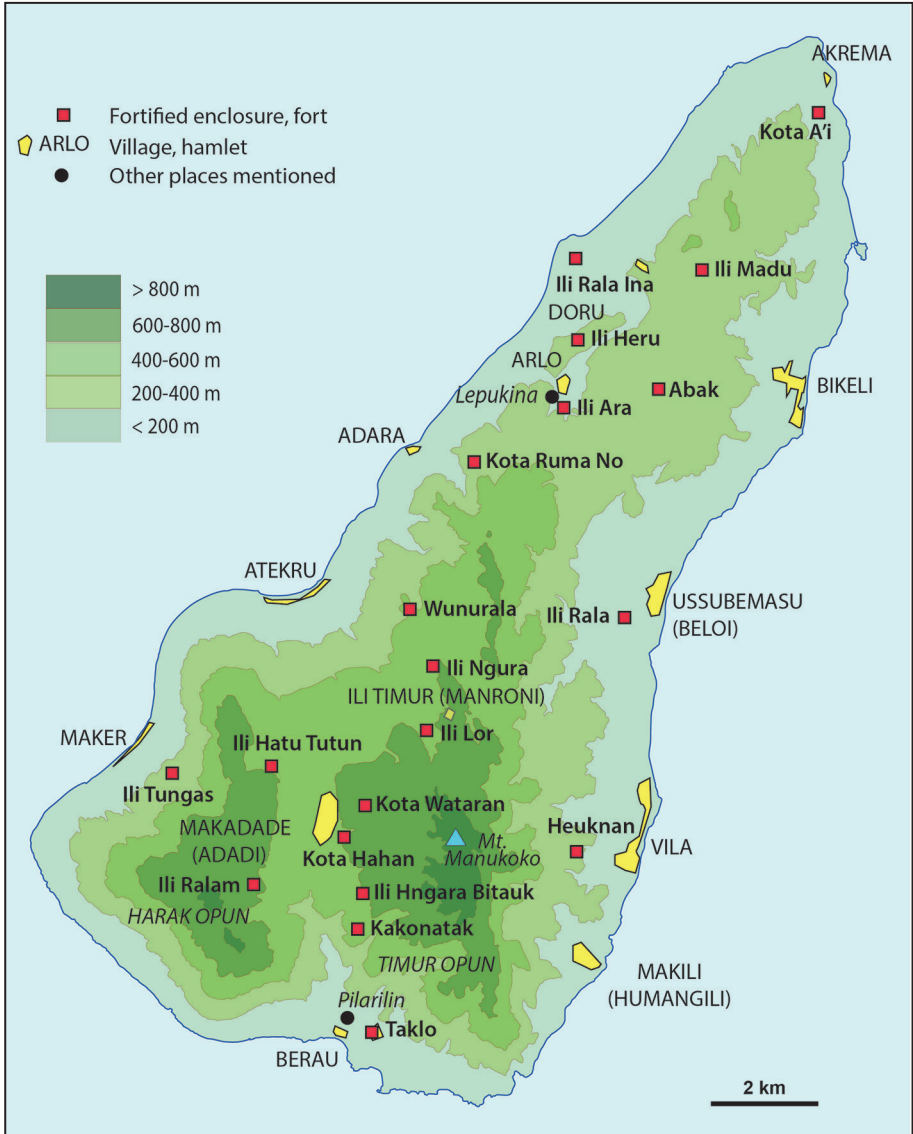 AKREMA
Fortified enclosure, fort
ARLO Village, hamlet
Other places mentioned
Kota A'i
> 800 m
600-800 m
400-600 m
200-400 m
< 200 m
Ili Rala Ina
Ili Madu
DORU
Ili Heru
ARLO
Lepukina
Ili Ara
Abak
BIKELI
ADARA
Kota Ruma No
ATEKRU
Wunurala
Ili Rala
USSUBEMASU
(BELOI)
Ili Ngura
ILI TIMUR (MANRONI)
MAKER
Ili Hatu Tutun
Ili Lor
Ili Tungas
Kota Wataran
MAKADADE
(ADADI)
Kota Hahan
Mt.
Manukoko
Heuknan
VILA
Ili Ralam
Ili Hngara Bitauk
HARAK OPUN
Kakonatak
TIMUR OPUN
MAKILI
(HUMANGILI)
Pilarilin
Taklo
BERAU
2 km